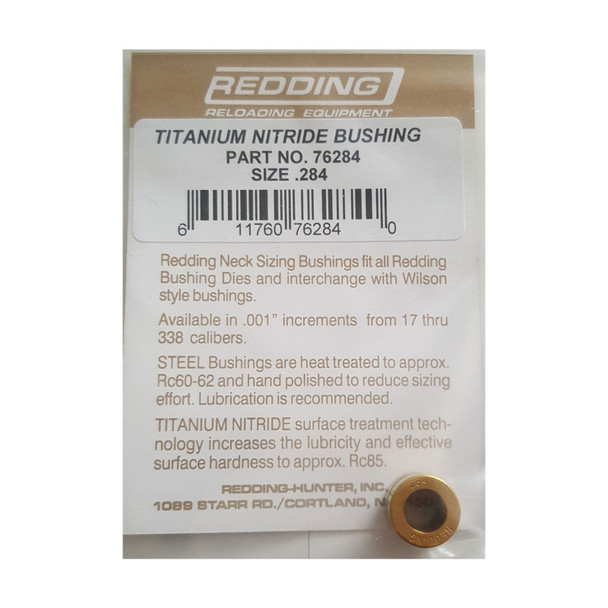 REDDING
RELOADING EQUIPMENT
TITANIUM NITRIDE BUSHING
PART NO. 76284
SIZE .284
6 11760 76284 0
Redding Neck Sizing Bushings fit all Redding
Bushing Dies and interchange with Wilson
style bushings.
Available in .001" increments from 17 thru
338 calibers.
STEEL Bushings are heat treated to approx.
Rc60-62 and hand polished to reduce sizing
effort. Lubrication is recommended.
TITANIUM NITRIDE surface treatment tech-
nology increases the lubricity and effective
surface hardness to approx. Rc85.
REDDING-HUNTER, INC.
1089 STARR RD./CORTLAND,
REDDING